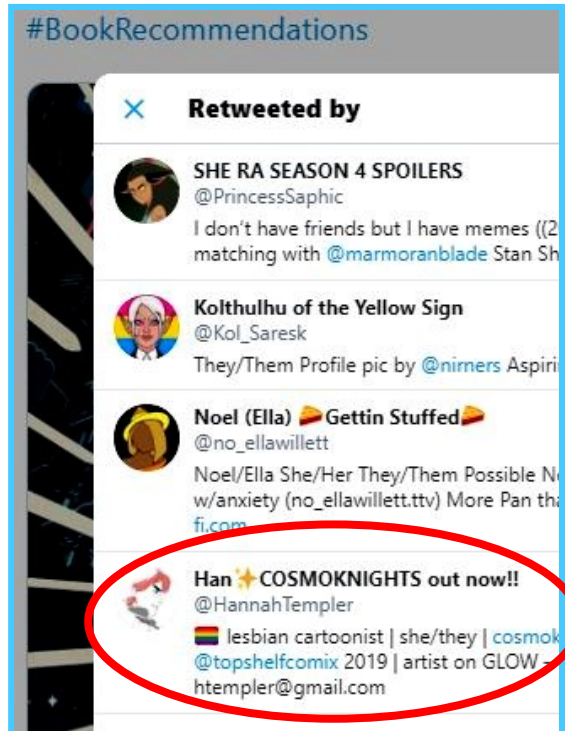 #BookRecommendations
Retweeted by
SHE RA SEASON 4 SPOILERS
@PrincessSaphic
I don't have friends but I have memes ((2
matching with @marmoranblade Stan Sh
Kolthulhu of the Yellow Sign
@Kol_Saresk
They/Them Profile pic by @nirners Aspiri
Noel (Ella) 🥧Gettin Stuffed🥧
@no_ellawillett
Noel/Ella She/Her They/Them Possible N
w/anxiety (no_ellawillett.ttv) More Pan tha
fi.com
Han✨COSMOKNIGHTS out now!!
@HannahTempler
🏳️‍🌈 lesbian cartoonist | she/they | cosmok
@topshelfcomix 2019 | artist on GLOW –
htempler@gmail.com